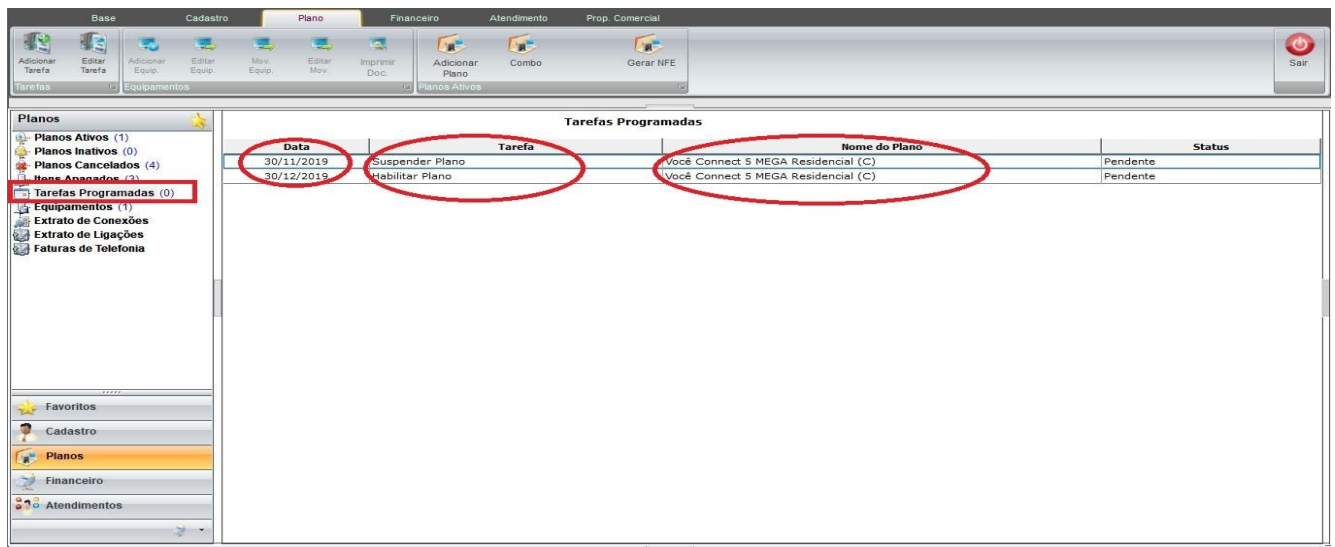 Base Cadastro Plano Financeiro Atendimento Prop. Comercial
Adicionar Tarefa
Editar Tarefa
Adicionar Equip.
Editar Equip.
Mov. Equip.
Editar Mov.
Imprimir Doc.
Adicionar Plano
Combo
Gerar NFE
Sair
Tarefas Equipamentos Planos Ativos
Planos
Planos Ativos (1)
Planos Inativos (0)
Planos Cancelados (4)
Itens Apagados (3)
Tarefas Programadas (0)
Equipamentos (1)
Extrato de Conexões
Extrato de Ligações
Faturas de Telefonia
Favoritos
Cadastro
Planos
Financeiro
Atendimentos
Tarefas Programadas
Data Tarefa Nome do Plano Status
30/11/2019 Suspender Plano Você Connect 5 MEGA Residencial (C) Pendente
30/12/2019 Habilitar Plano Você Connect 5 MEGA Residencial (C) Pendente